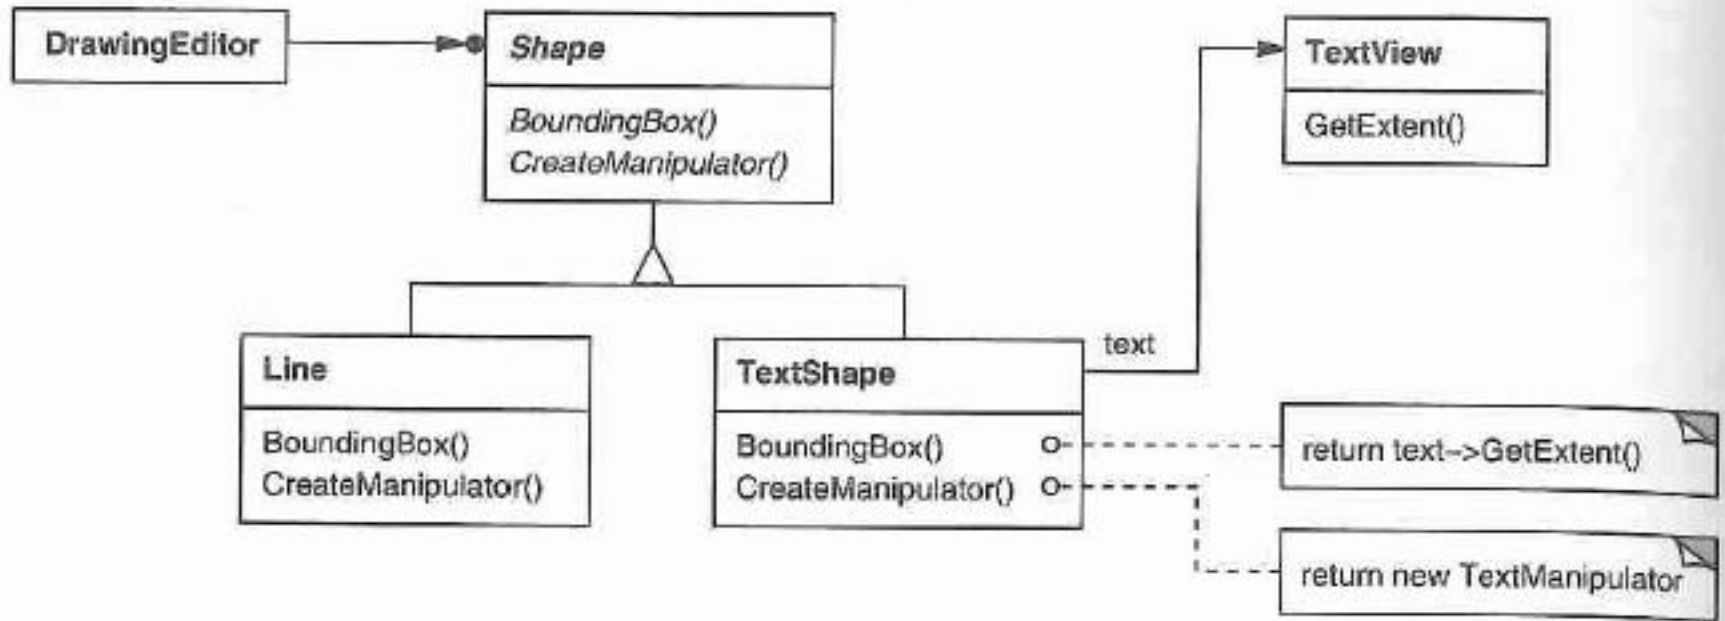 DrawingEditor
Shape
BoundingBox()
CreateManipulator()
TextView
GetExtent()
Line
BoundingBox()
CreateManipulator()
TextShape
BoundingBox()
CreateManipulator()
text
return text->GetExtent()
return new TextManipulator